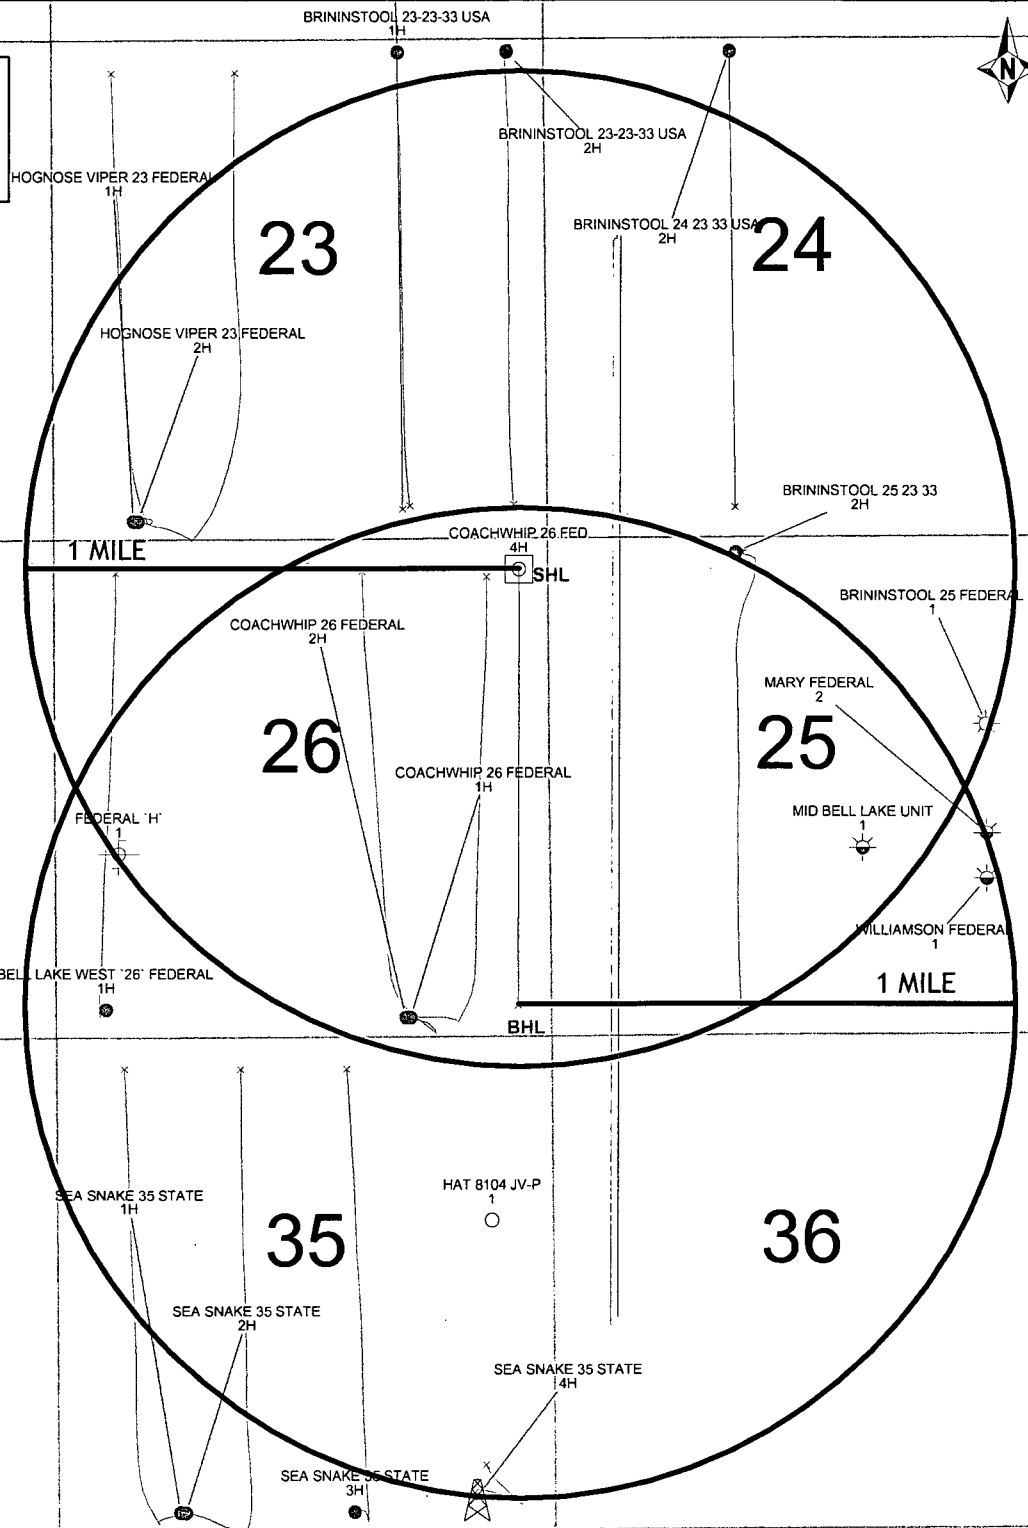 BRININSTOOL 23-23-33 USA
1H
N
BRININSTOOL 23-23-33 USA
2H
HOGNOSE VIPER 23 FEDERAL
1H
BRININSTOOL 24 23 33 USA
2H
23
24
HOGNOSE VIPER 23 FEDERAL
2H
BRININSTOOL 25 23 33
2H
COACHWHIP 26 FED
4H
1 MILE
SHL
BRININSTOOL 25 FEDERAL
1
COACHWHIP 26 FEDERAL
2H
MARY FEDERAL
2
26
25
COACHWHIP 26 FEDERAL
1H
MID BELL LAKE UNIT
1
FEDERAL `H`
1
WILLIAMSON FEDERAL
1
BELL LAKE WEST `26` FEDERAL
1H
1 MILE
BHL
HAT 8104 JV-P
1
SEA SNAKE 35 STATE
1H
35
36
SEA SNAKE 35 STATE
2H
SEA SNAKE 35 STATE
4H
SEA SNAKE 35 STATE
3H